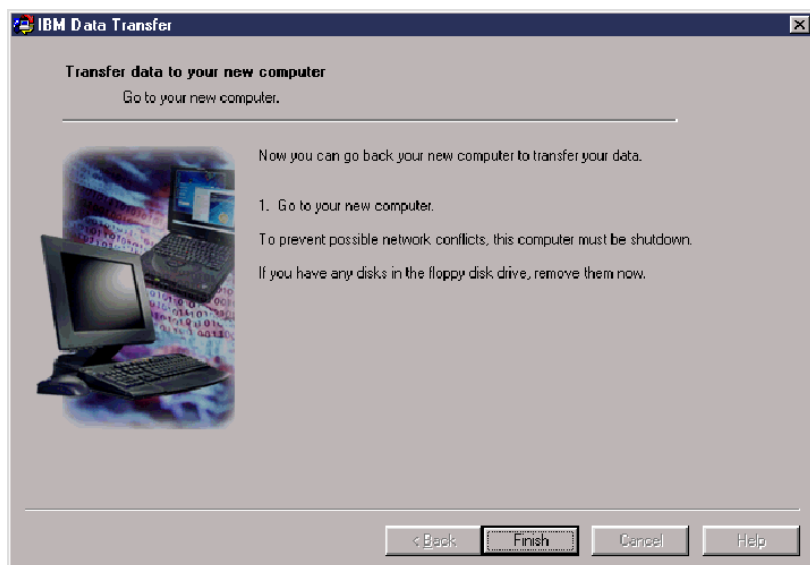 IBM Data Transfer
Transfer data to your new computer
Go to your new computer.
Now you can go back your new computer to transfer your data.
1. Go to your new computer.
To prevent possible network conflicts, this computer must be shutdown.
If you have any disks in the floppy disk drive, remove them now.
< Back
Finish
Cancel
Help